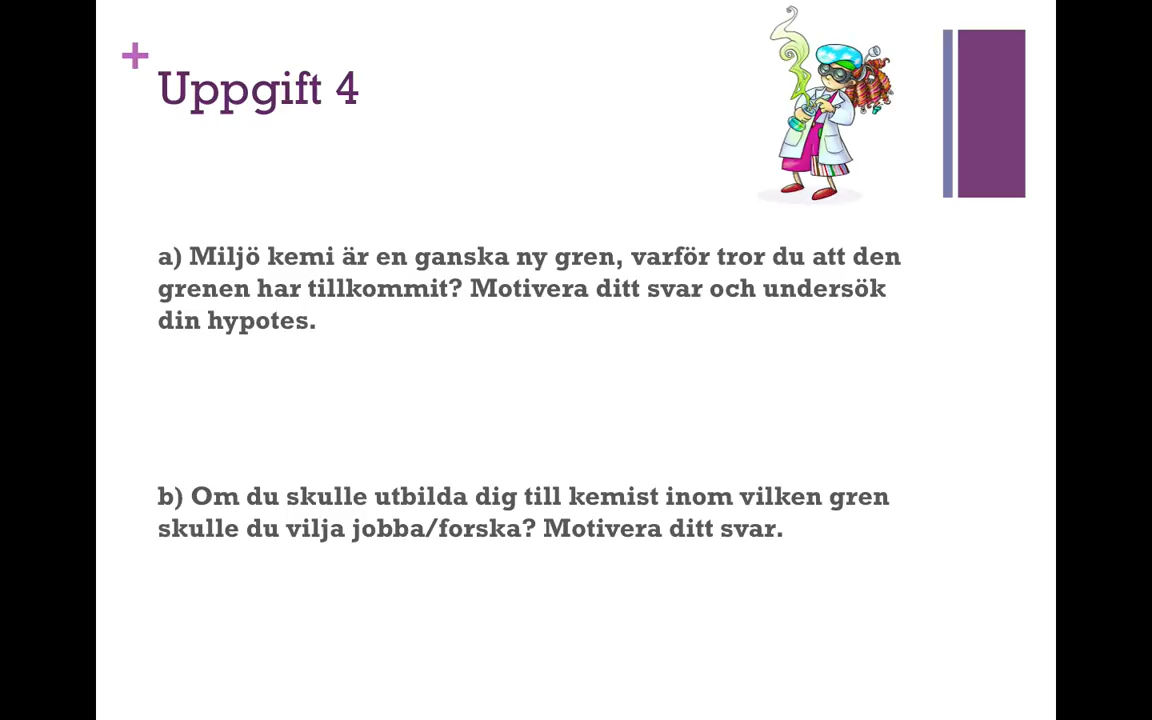 +
Uppgift 4
a) Miljö kemi är en ganska ny gren, varför tror du att den
grenen har tillkommit? Motivera ditt svar och undersök
din hypotes.
b) Om du skulle utbilda dig till kemist inom vilken gren
skulle du vilja jobba/forska? Motivera ditt svar.